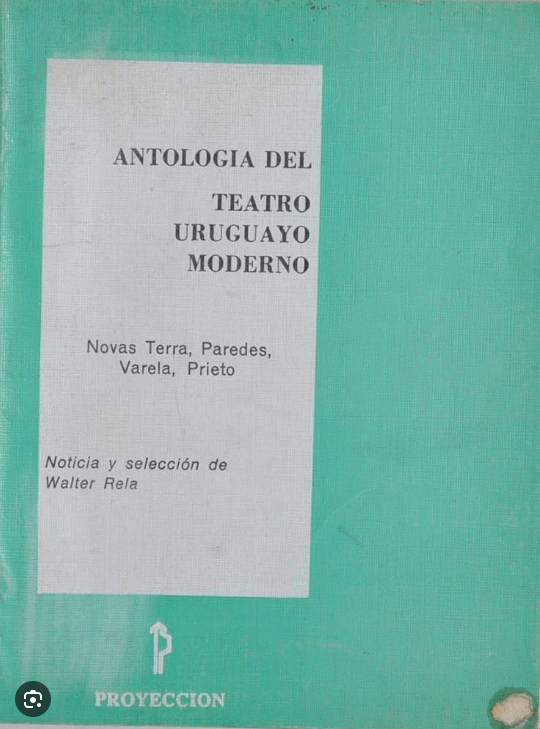 ANTOLOGIA DEL
TEATRO
URUGUAYO
MODERNO
Novas Terra, Paredes,
Varela, Prieto
Noticia y selección de
Walter Rela
PROYECCION